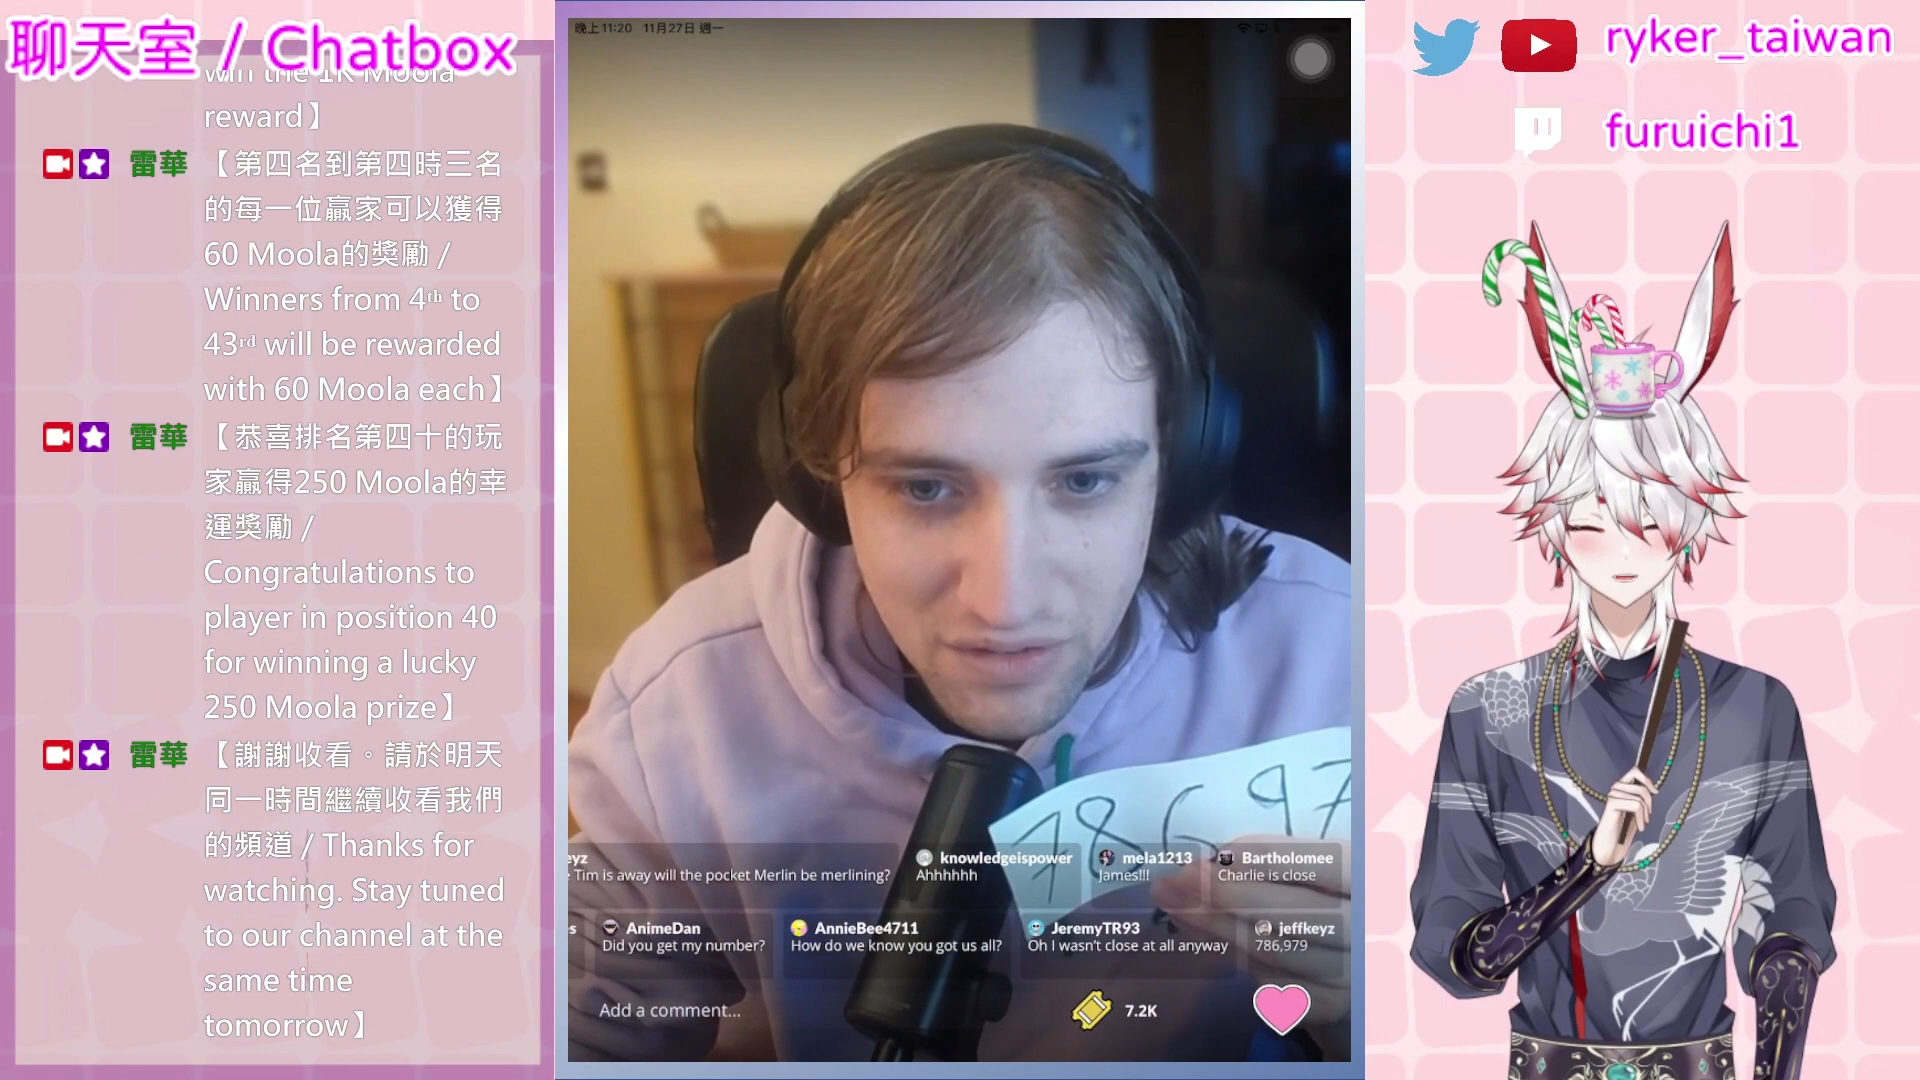 聊天室 / Chatbox
win the 1K Moola
reward】
雷華 【第四名到第四時三名
的每一位贏家可以獲得
60 Moola的獎勵 /
Winners from 4th to
43rd will be rewarded
with 60 Moola each】
雷華 【恭喜排名第四十的玩
家贏得250 Moola的幸
運獎勵 /
Congratulations to
player in position 40
for winning a lucky
250 Moola prize】
雷華 【謝謝收看。請於明天
同一時間繼續收看我們
的頻道 / Thanks for
watching. Stay tuned
to our channel at the
same time
tomorrow】
晚上11:20 11月27日 週一
78697
eyz
Tim is away will the pocket Merlin be merlining?
knowledgeispower
Ahhhhhh
mela1213
James!!!
Bartholomee
Charlie is close
s
AnimeDan
Did you get my number?
AnnieBee4711
How do we know you got us all?
JeremyTR93
Oh I wasn't close at all anyway
jeffkeyz
786,979
Add a comment...
7.2K
ryker_taiwan
furuichi1